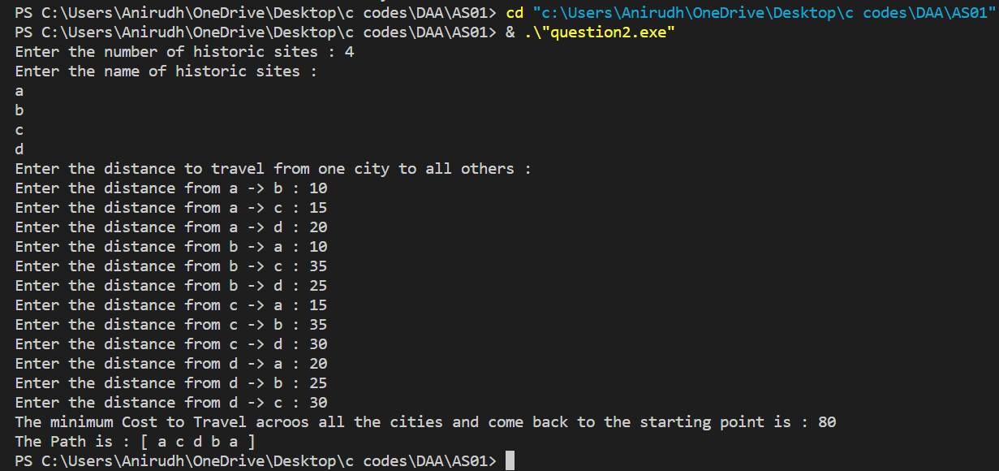 PS C:\Users\Anirudh\OneDrive\Desktop\c codes\DAA\AS01> cd "c:\Users\Anirudh\OneDrive\Desktop\c codes\DAA\AS01"
PS C:\Users\Anirudh\OneDrive\Desktop\c codes\DAA\AS01> & .\"question2.exe"
Enter the number of historic sites : 4
Enter the name of historic sites :
a
b
c
d
Enter the distance to travel from one city to all others :
Enter the distance from a -> b : 10
Enter the distance from a -> c : 15
Enter the distance from a -> d : 20
Enter the distance from b -> a : 10
Enter the distance from b -> c : 35
Enter the distance from b -> d : 25
Enter the distance from c -> a : 15
Enter the distance from c -> b : 35
Enter the distance from c -> d : 30
Enter the distance from d -> a : 20
Enter the distance from d -> b : 25
Enter the distance from d -> c : 30
The minimum Cost to Travel acroos all the cities and come back to the starting point is : 80
The Path is : [ a c d b a ]
PS C:\Users\Anirudh\OneDrive\Desktop\c codes\DAA\AS01>